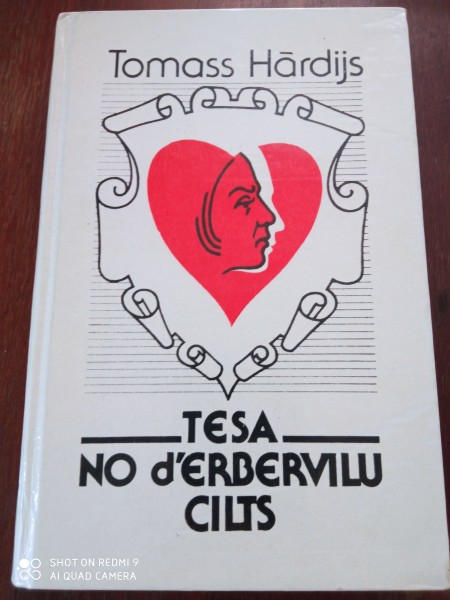 Tomass Hārdijs
TESA
NO d'ERBERVILU
CILTS
SHOT ON REDMI 9
AI QUAD CAMERA